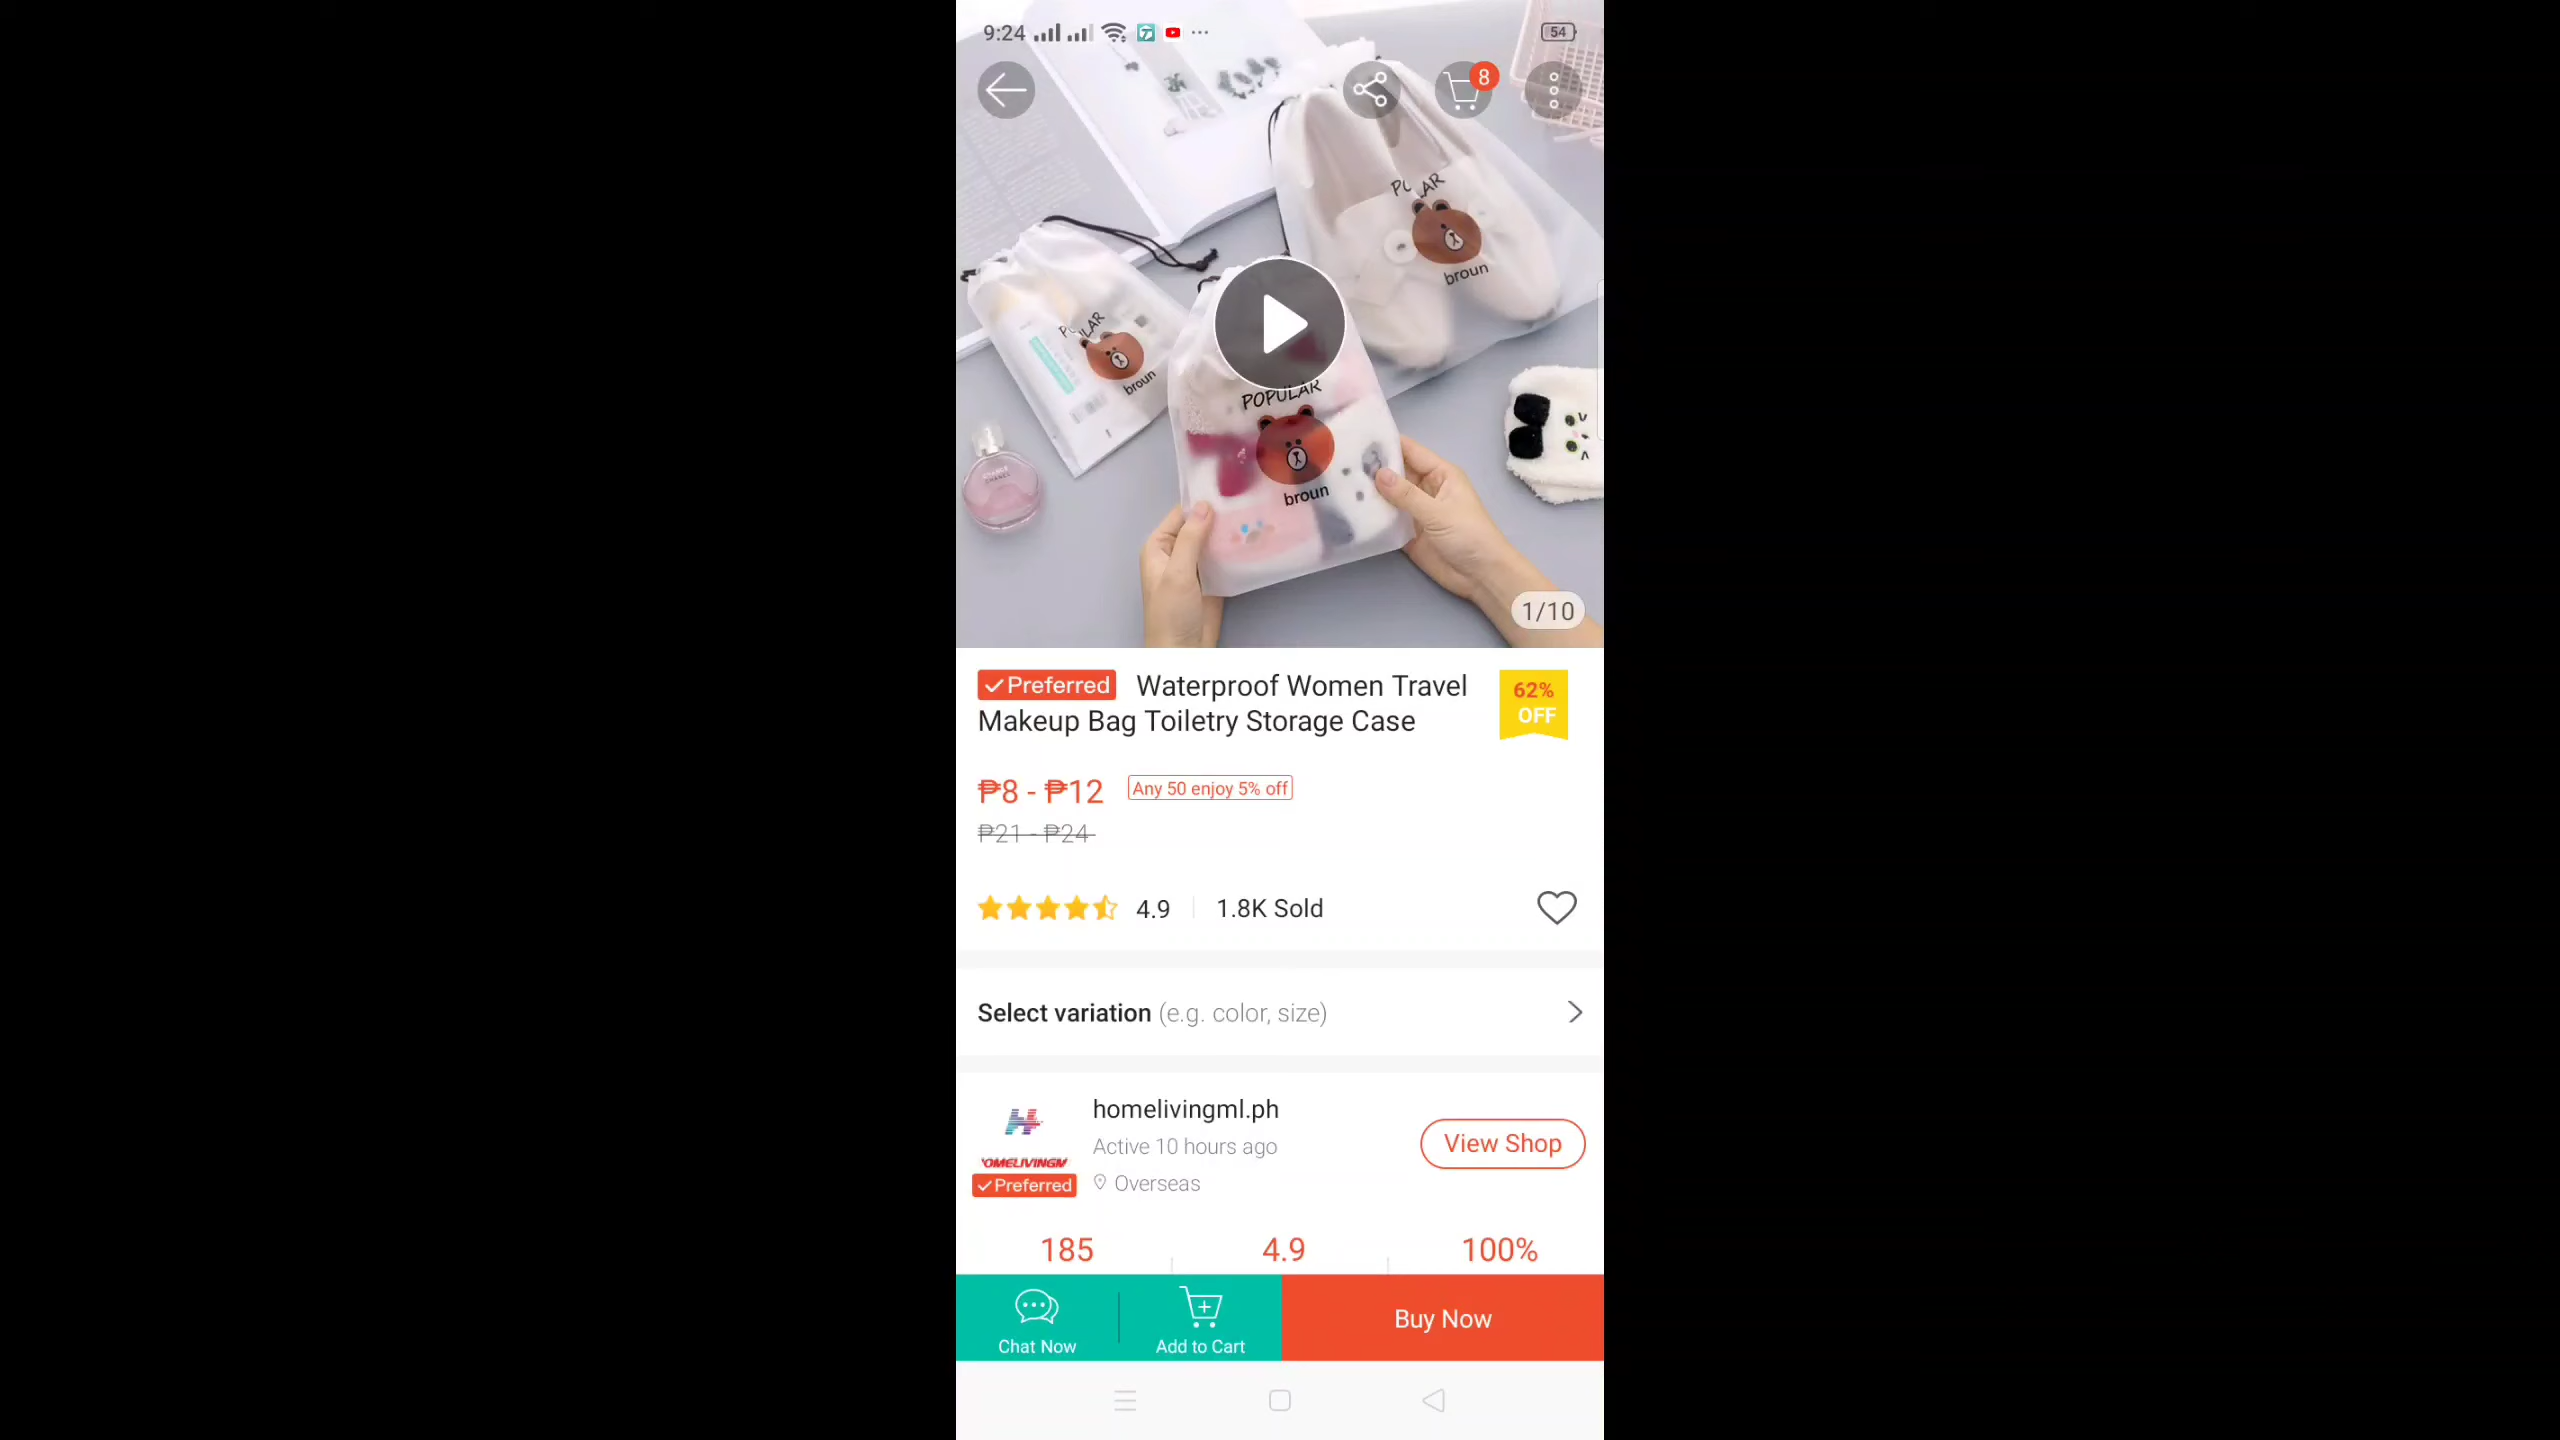 9:24
54
8
POPULAR
broun
broun
POPULAR
broun
1/10
Preferred Waterproof Women Travel
Makeup Bag Toiletry Storage Case
62%
OFF
₱8 - ₱12 Any 50 enjoy 5% off
₱21 - ₱24
4.9 1.8K Sold
Select variation (e.g. color, size)
homelivingml.ph
Active 10 hours ago
View Shop
Preferred
Overseas
185 4.9 100%
Chat Now
Add to Cart
Buy Now